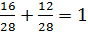 16/28 + 12/28 = 1